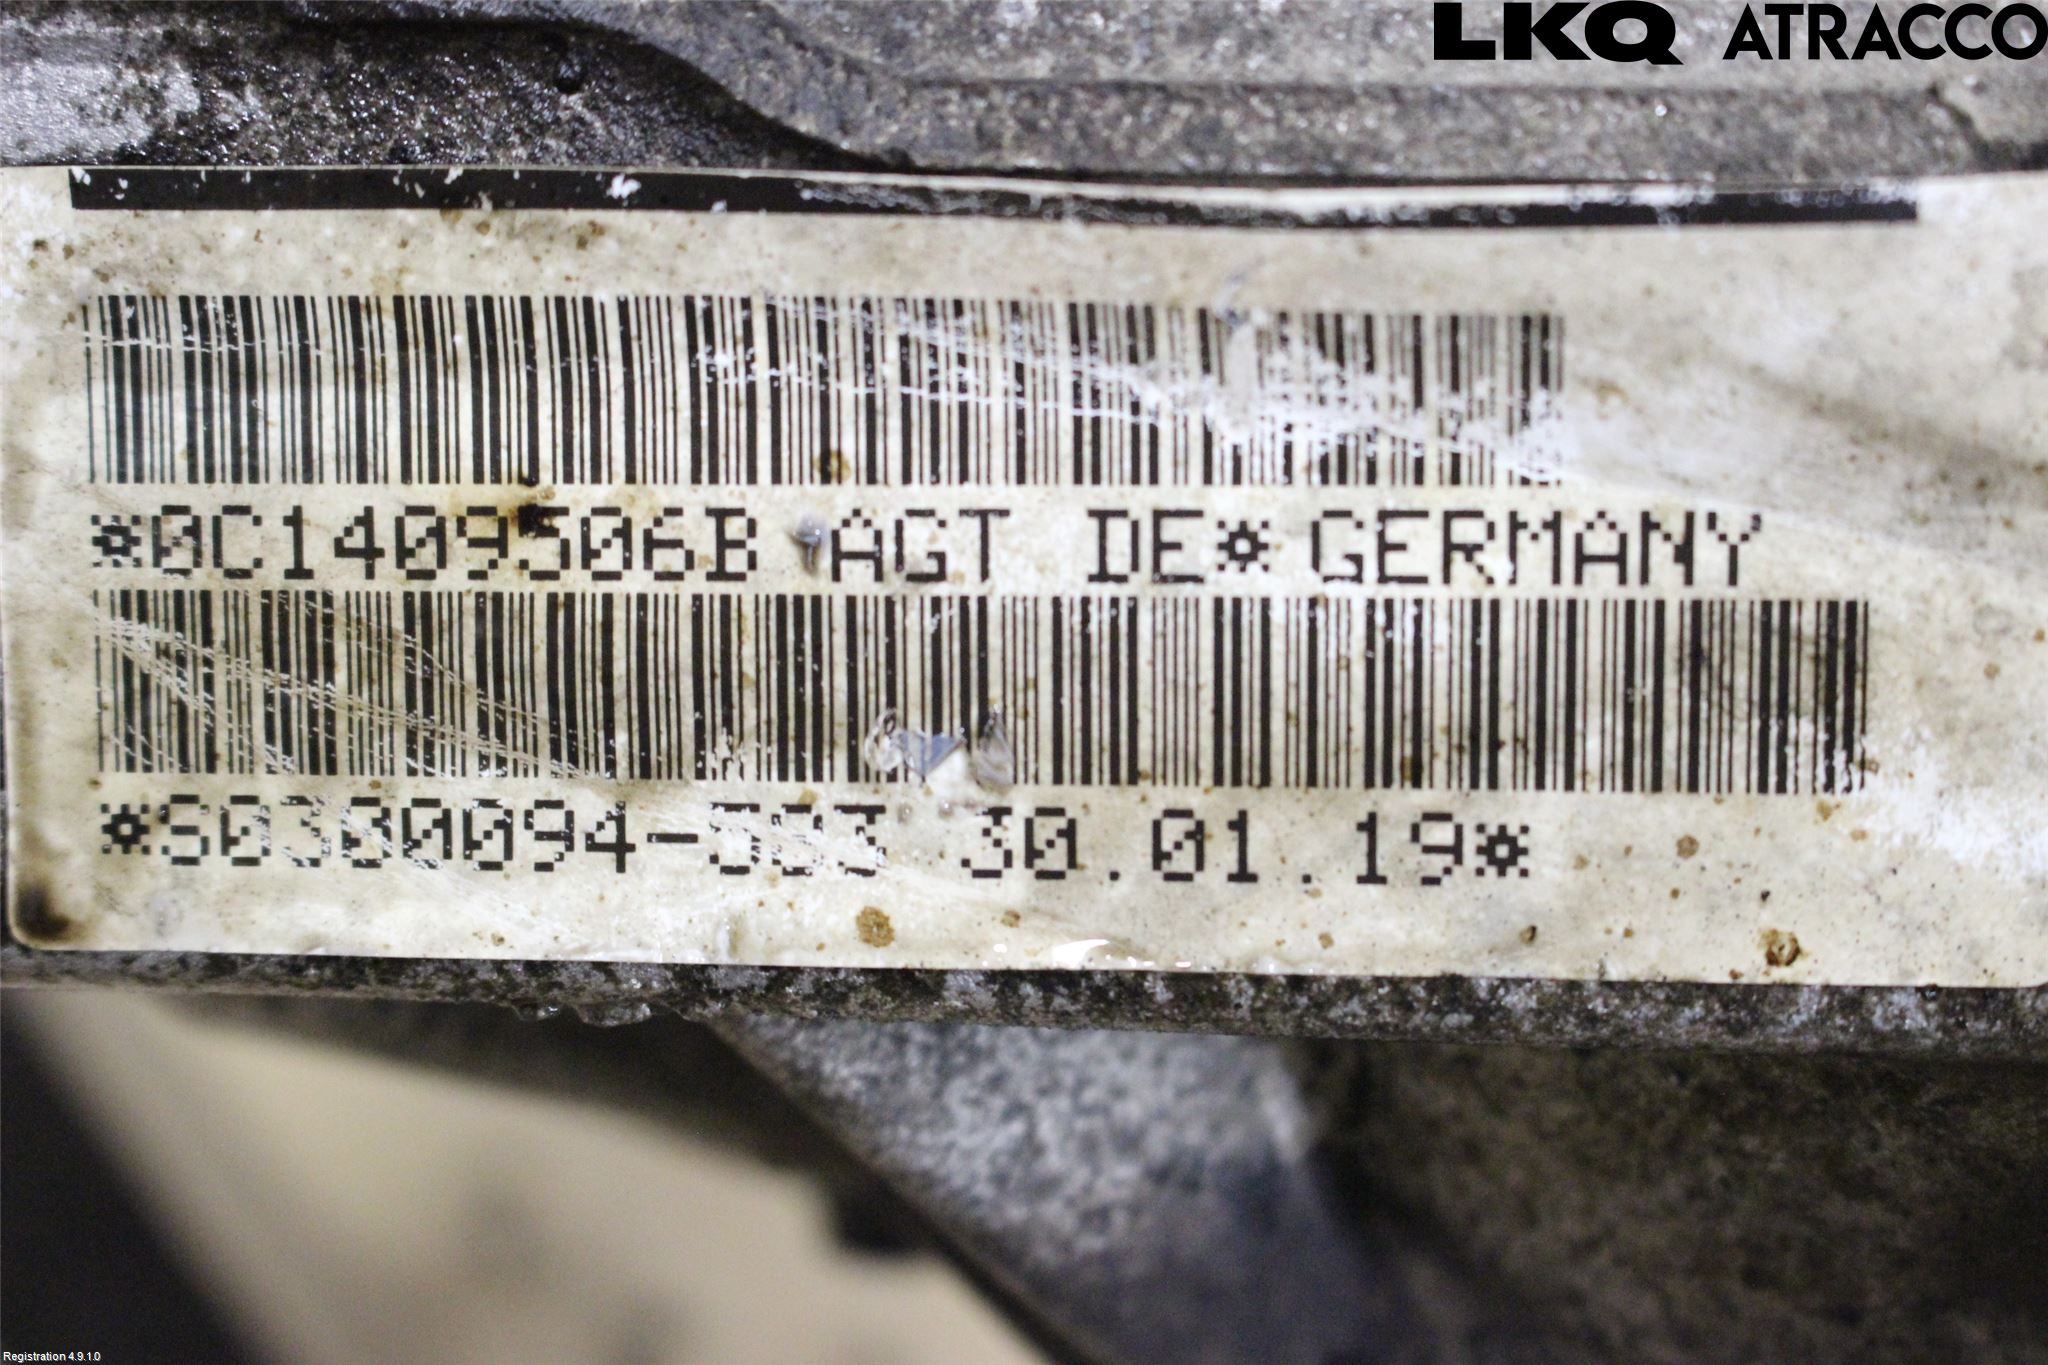 LKQ ATRACCO
*0C1409506B AGT DE* GERMANY
30.01.19*
Registration 4.9.1.0